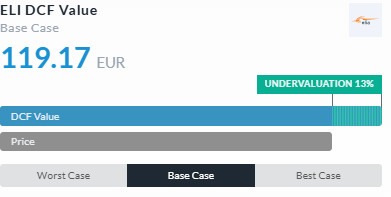 ELI DCF Value
elia
Base Case
119.17 EUR
UNDERVALUATION 13%
DCF Value
Price
Worst Case Base Case Best Case